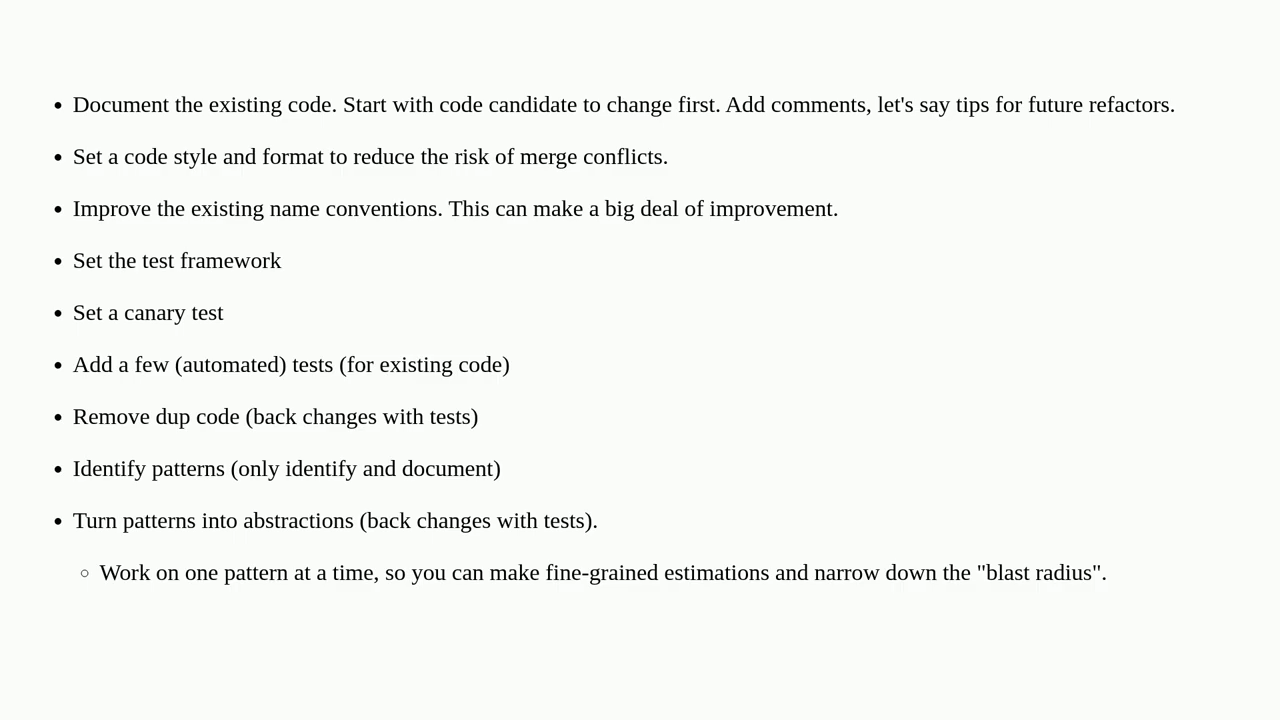 • Document the existing code. Start with code candidate to change first. Add comments, let's say tips for future refactors.
• Set a code style and format to reduce the risk of merge conflicts.
• Improve the existing name conventions. This can make a big deal of improvement.
• Set the test framework
• Set a canary test
• Add a few (automated) tests (for existing code)
• Remove dup code (back changes with tests)
• Identify patterns (only identify and document)
• Turn patterns into abstractions (back changes with tests).
○ Work on one pattern at a time, so you can make fine-grained estimations and narrow down the "blast radius".